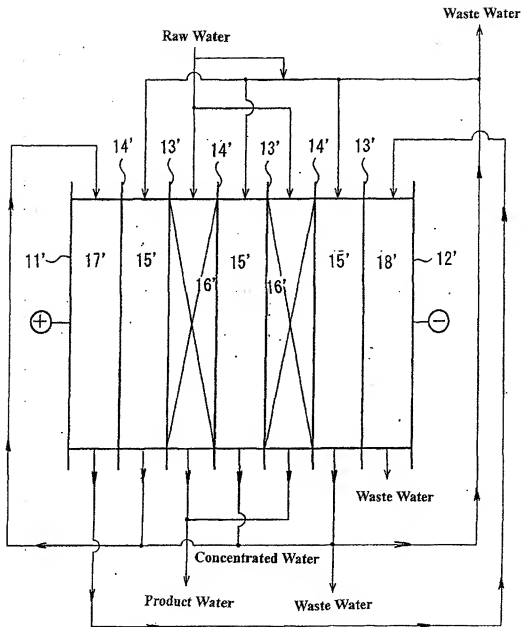 Waste Water
Raw Water
14' 13' 14' 13' 14' 13'
11' 17' 15' 16' 15' 16' 15' 18' 12'
+ −
Waste Water
Concentrated Water
Product Water Waste Water